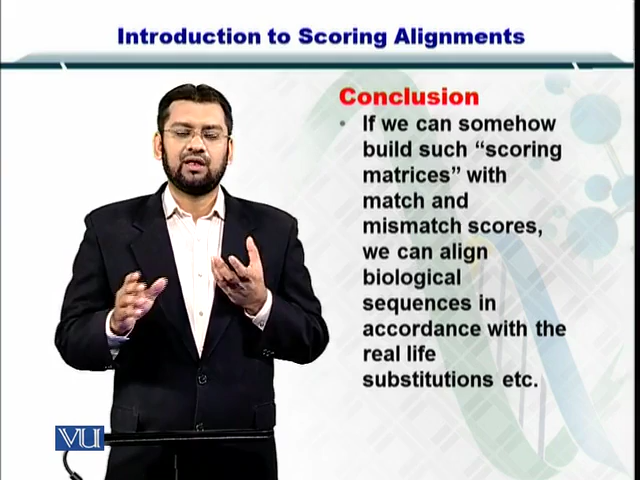 Introduction to Scoring Alignments
Conclusion
• If we can somehow
build such “scoring
matrices” with
match and
mismatch scores,
we can align
biological
sequences in
accordance with the
real life
substitutions etc.
VU